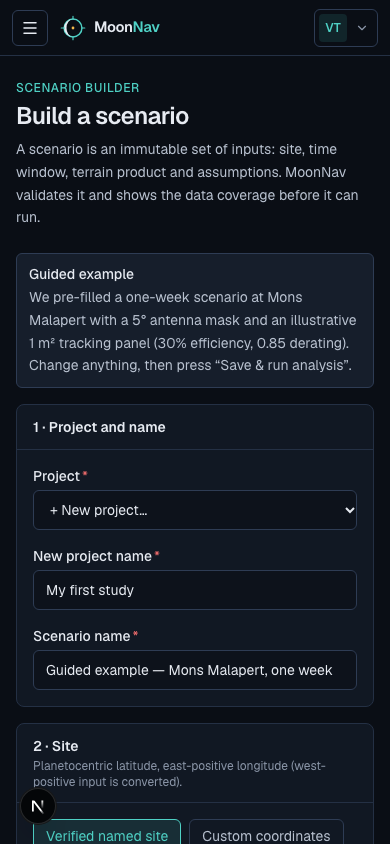 MoonNav
VT
SCENARIO BUILDER
Build a scenario
A scenario is an immutable set of inputs: site, time
window, terrain product and assumptions. MoonNav
validates it and shows the data coverage before it can
run.
Guided example
We pre-filled a one-week scenario at Mons
Malapert with a 5° antenna mask and an illustrative
1 m² tracking panel (30% efficiency, 0.85 derating).
Change anything, then press “Save & run analysis”.
1 · Project and name
Project *
+ New project...
New project name *
My first study
Scenario name *
Guided example — Mons Malapert, one week
2 · Site
Planetocentric latitude, east-positive longitude (west-
positive input is converted).
N
Verified named site
Custom coordinates